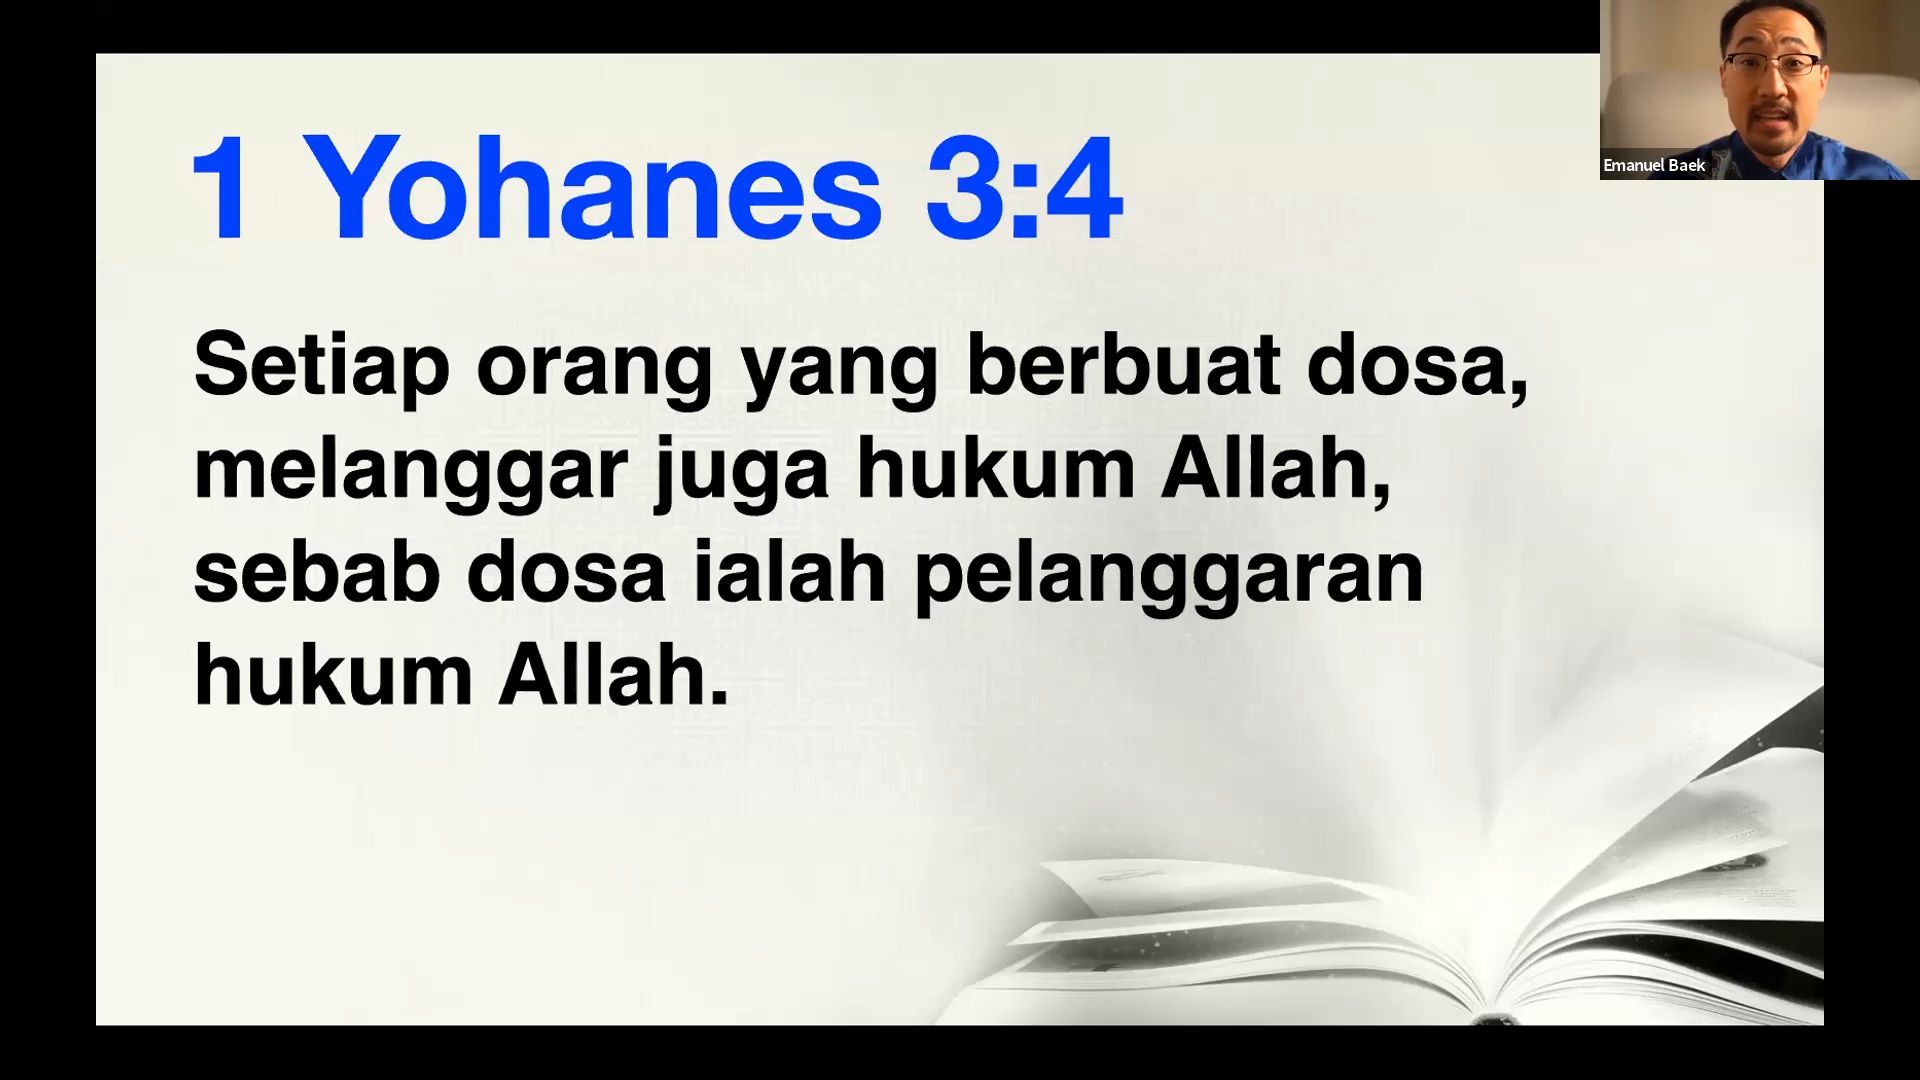 1 Yohanes 3:4
Setiap orang yang berbuat dosa,
melanggar juga hukum Allah,
sebab dosa ialah pelanggaran
hukum Allah.
Emanuel Baek